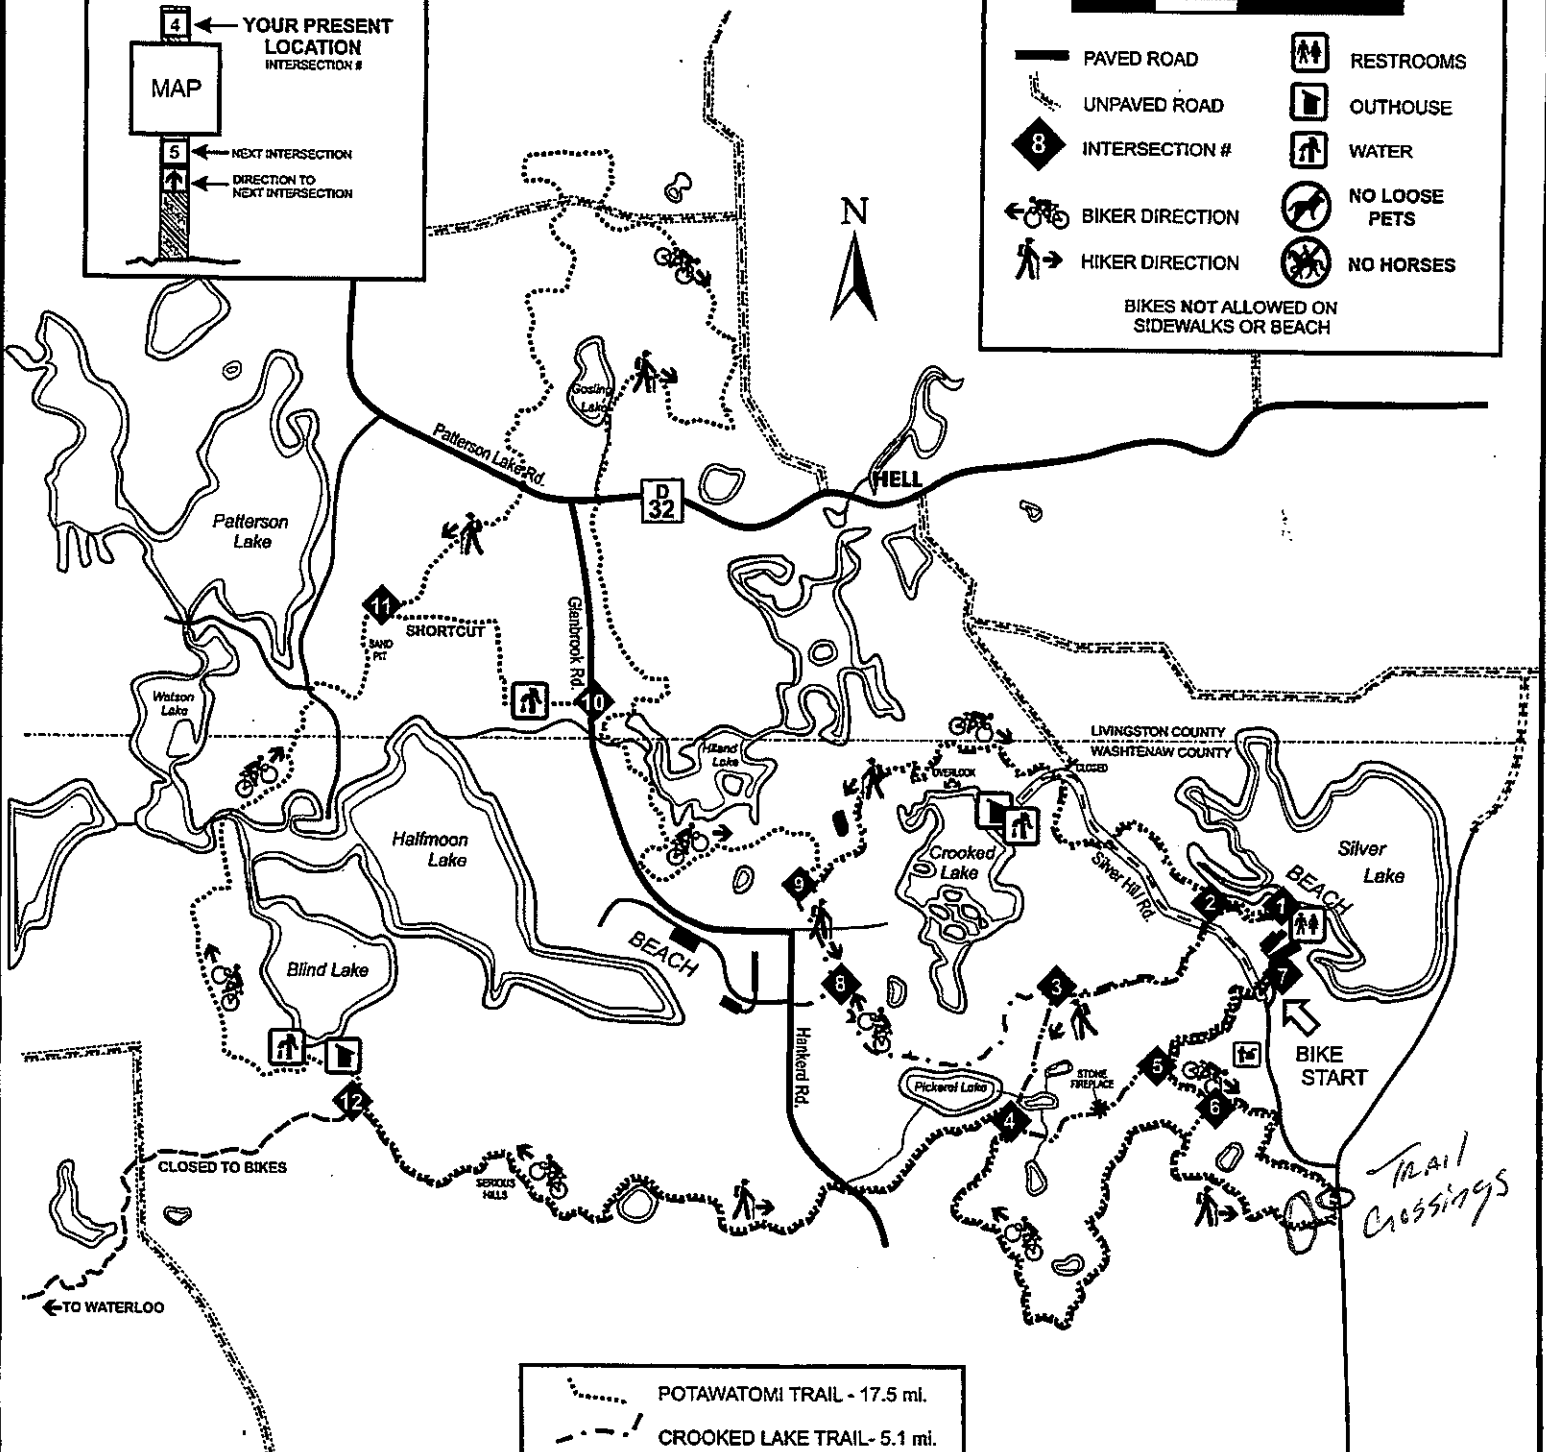 4
YOUR PRESENT
LOCATION
INTERSECTION #
MAP
5
NEXT INTERSECTION
DIRECTION TO
NEXT INTERSECTION
PAVED ROAD
UNPAVED ROAD
8
INTERSECTION #
BIKER DIRECTION
HIKER DIRECTION
RESTROOMS
OUTHOUSE
WATER
NO LOOSE
PETS
NO HORSES
BIKES NOT ALLOWED ON
SIDEWALKS OR BEACH
N
Gosling
Lake
Patterson Lake Rd.
D
32
HELL
Patterson
Lake
11
SHORTCUT
SAND
PIT
Glenbrook Rd.
10
Watson
Lake
Hiland
Lake
LIVINGSTON COUNTY
WASHTENAW COUNTY
CLOSED
OVERLOOK
Halfmoon
Lake
Crooked
Lake
Silver Hill Rd.
Silver
Lake
BEACH
9
2
1
BEACH
Blind Lake
8
3
7
BIKE
START
Hankerd Rd.
Pickerel Lake
STONE
FIREPLACE
5
6
4
12
CLOSED TO BIKES
SERIOUS
HILLS
TRAIL
Crossings
TO WATERLOO
POTAWATOMI TRAIL - 17.5 mi.
CROOKED LAKE TRAIL- 5.1 mi.